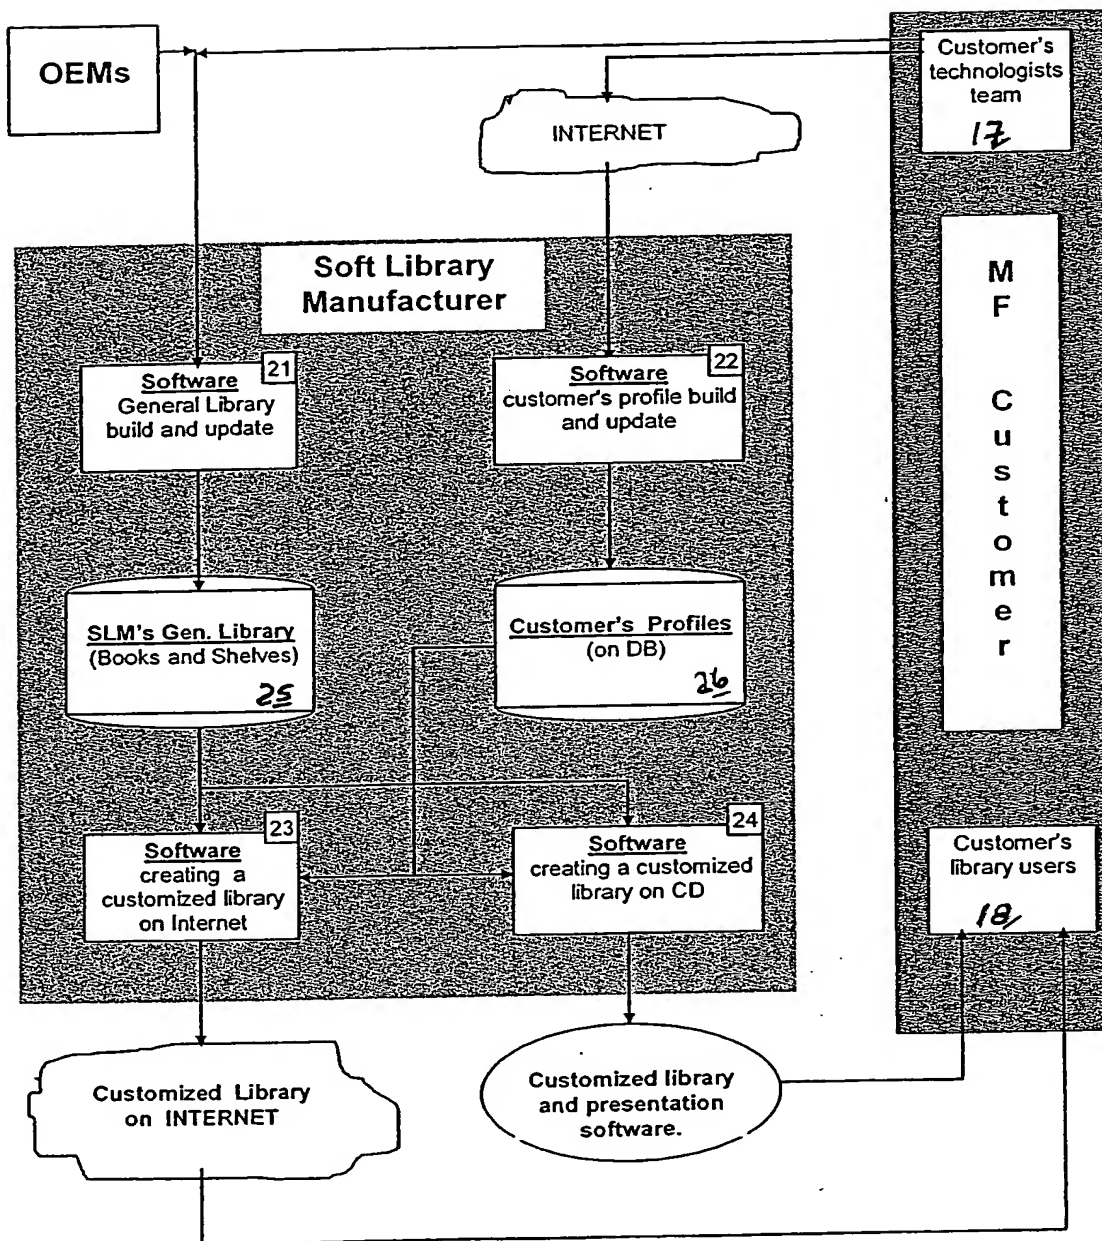 OEMs
Customer's
technologists
team
17
INTERNET
Soft Library
Manufacturer
21
Software
General Library
build and update
22
Software
customer's profile build
and update
M
F
C
u
s
t
o
m
e
r
SLM's Gen. Library
(Books and Shelves)
25
Customer's Profiles
(on DB)
26
23
Software
creating a
customized library
on Internet
24
Software
creating a customized
library on CD
Customer's
library users
18
Customized Library
on INTERNET
Customized library
and presentation
software.